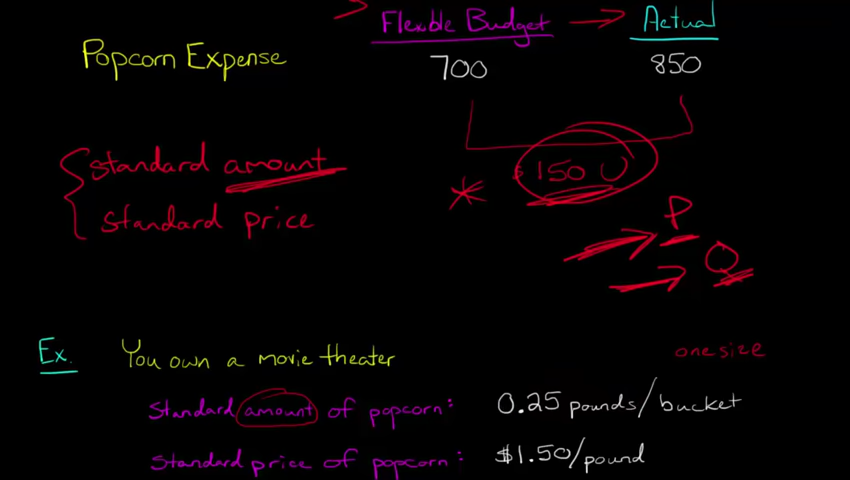 Flexible Budget → Actual
Popcorn Expense 700 850
standard amount
$150 U
standard price
P
Q
Ex. You own a movie theater
one size
Standard amount of popcorn: 0.25 pounds/bucket
Standard price of popcorn: $1.50/pound